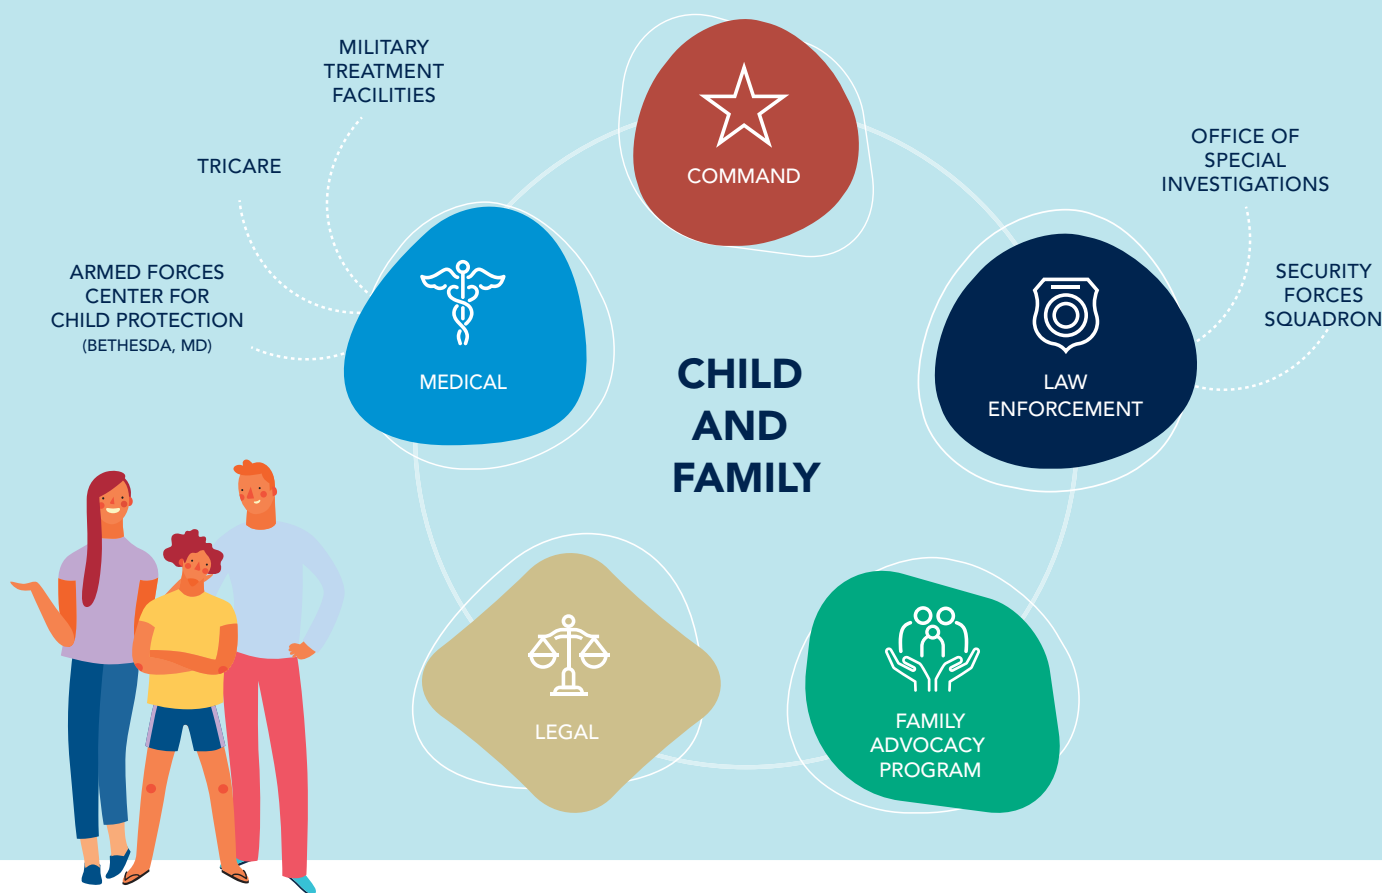 MILITARY
TREATMENT
FACILITIES
TRICARE
ARMED FORCES
CENTER FOR
CHILD PROTECTION
(BETHESDA, MD)
COMMAND
OFFICE OF
SPECIAL
INVESTIGATIONS
SECURITY
FORCES
SQUADRON
MEDICAL
LAW
ENFORCEMENT
CHILD
AND
FAMILY
LEGAL
FAMILY
ADVOCACY
PROGRAM